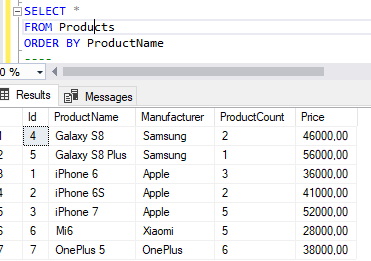 SELECT *
FROM Products
ORDER BY ProductName
0 %
Results Messages
Id ProductName Manufacturer ProductCount Price
1 4 Galaxy S8 Samsung 2 46000,00
2 5 Galaxy S8 Plus Samsung 1 56000,00
3 1 iPhone 6 Apple 3 36000,00
4 2 iPhone 6S Apple 2 41000,00
5 3 iPhone 7 Apple 5 52000,00
6 6 Mi6 Xiaomi 5 28000,00
7 7 OnePlus 5 OnePlus 6 38000,00